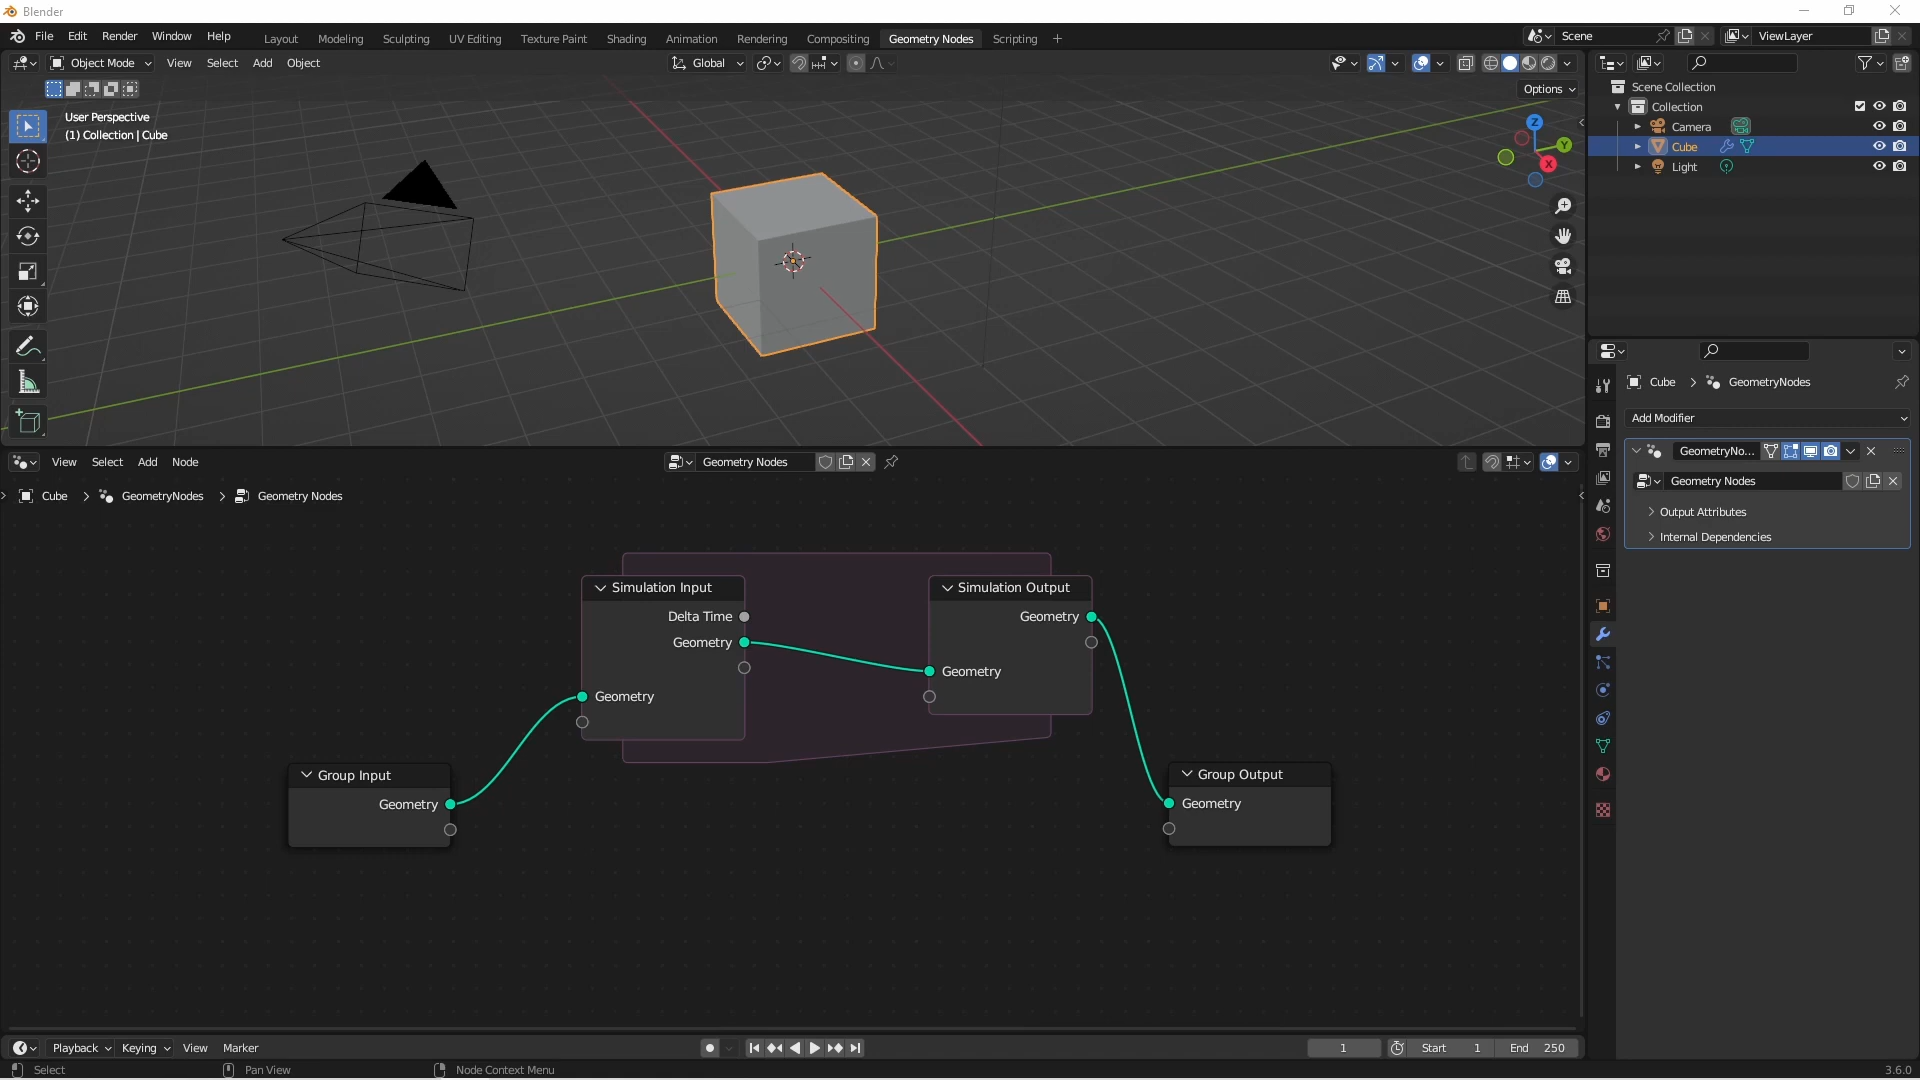 Blender
File Edit Render Window Help Layout Modeling Sculpting UV Editing Texture Paint Shading Animation Rendering Compositing Geometry Nodes Scripting + Scene ViewLayer
Object Mode View Select Add Object Global
Options
User Perspective
(1) Collection | Cube
Z
Y
X
Scene Collection
Collection
Camera
Cube
Light
Cube > GeometryNodes
Add Modifier
GeometryNo...
Geometry Nodes
Output Attributes
Internal Dependencies
View Select Add Node Geometry Nodes
Cube > GeometryNodes > Geometry Nodes
Simulation Input
Delta Time
Geometry
Geometry
Simulation Output
Geometry
Geometry
Group Input
Geometry
Group Output
Geometry
Playback Keying View Marker 1 Start 1 End 250
Select Pan View Node Context Menu 3.6.0